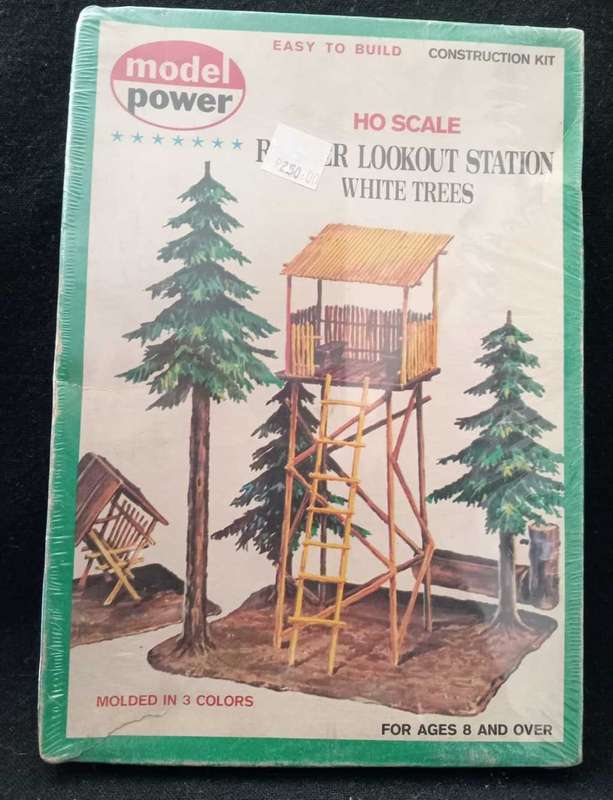 model
power
EASY TO BUILD
CONSTRUCTION KIT
HO SCALE
LOOKOUT STATION
WHITE TREES
MOLDED IN 3 COLORS
FOR AGES 8 AND OVER